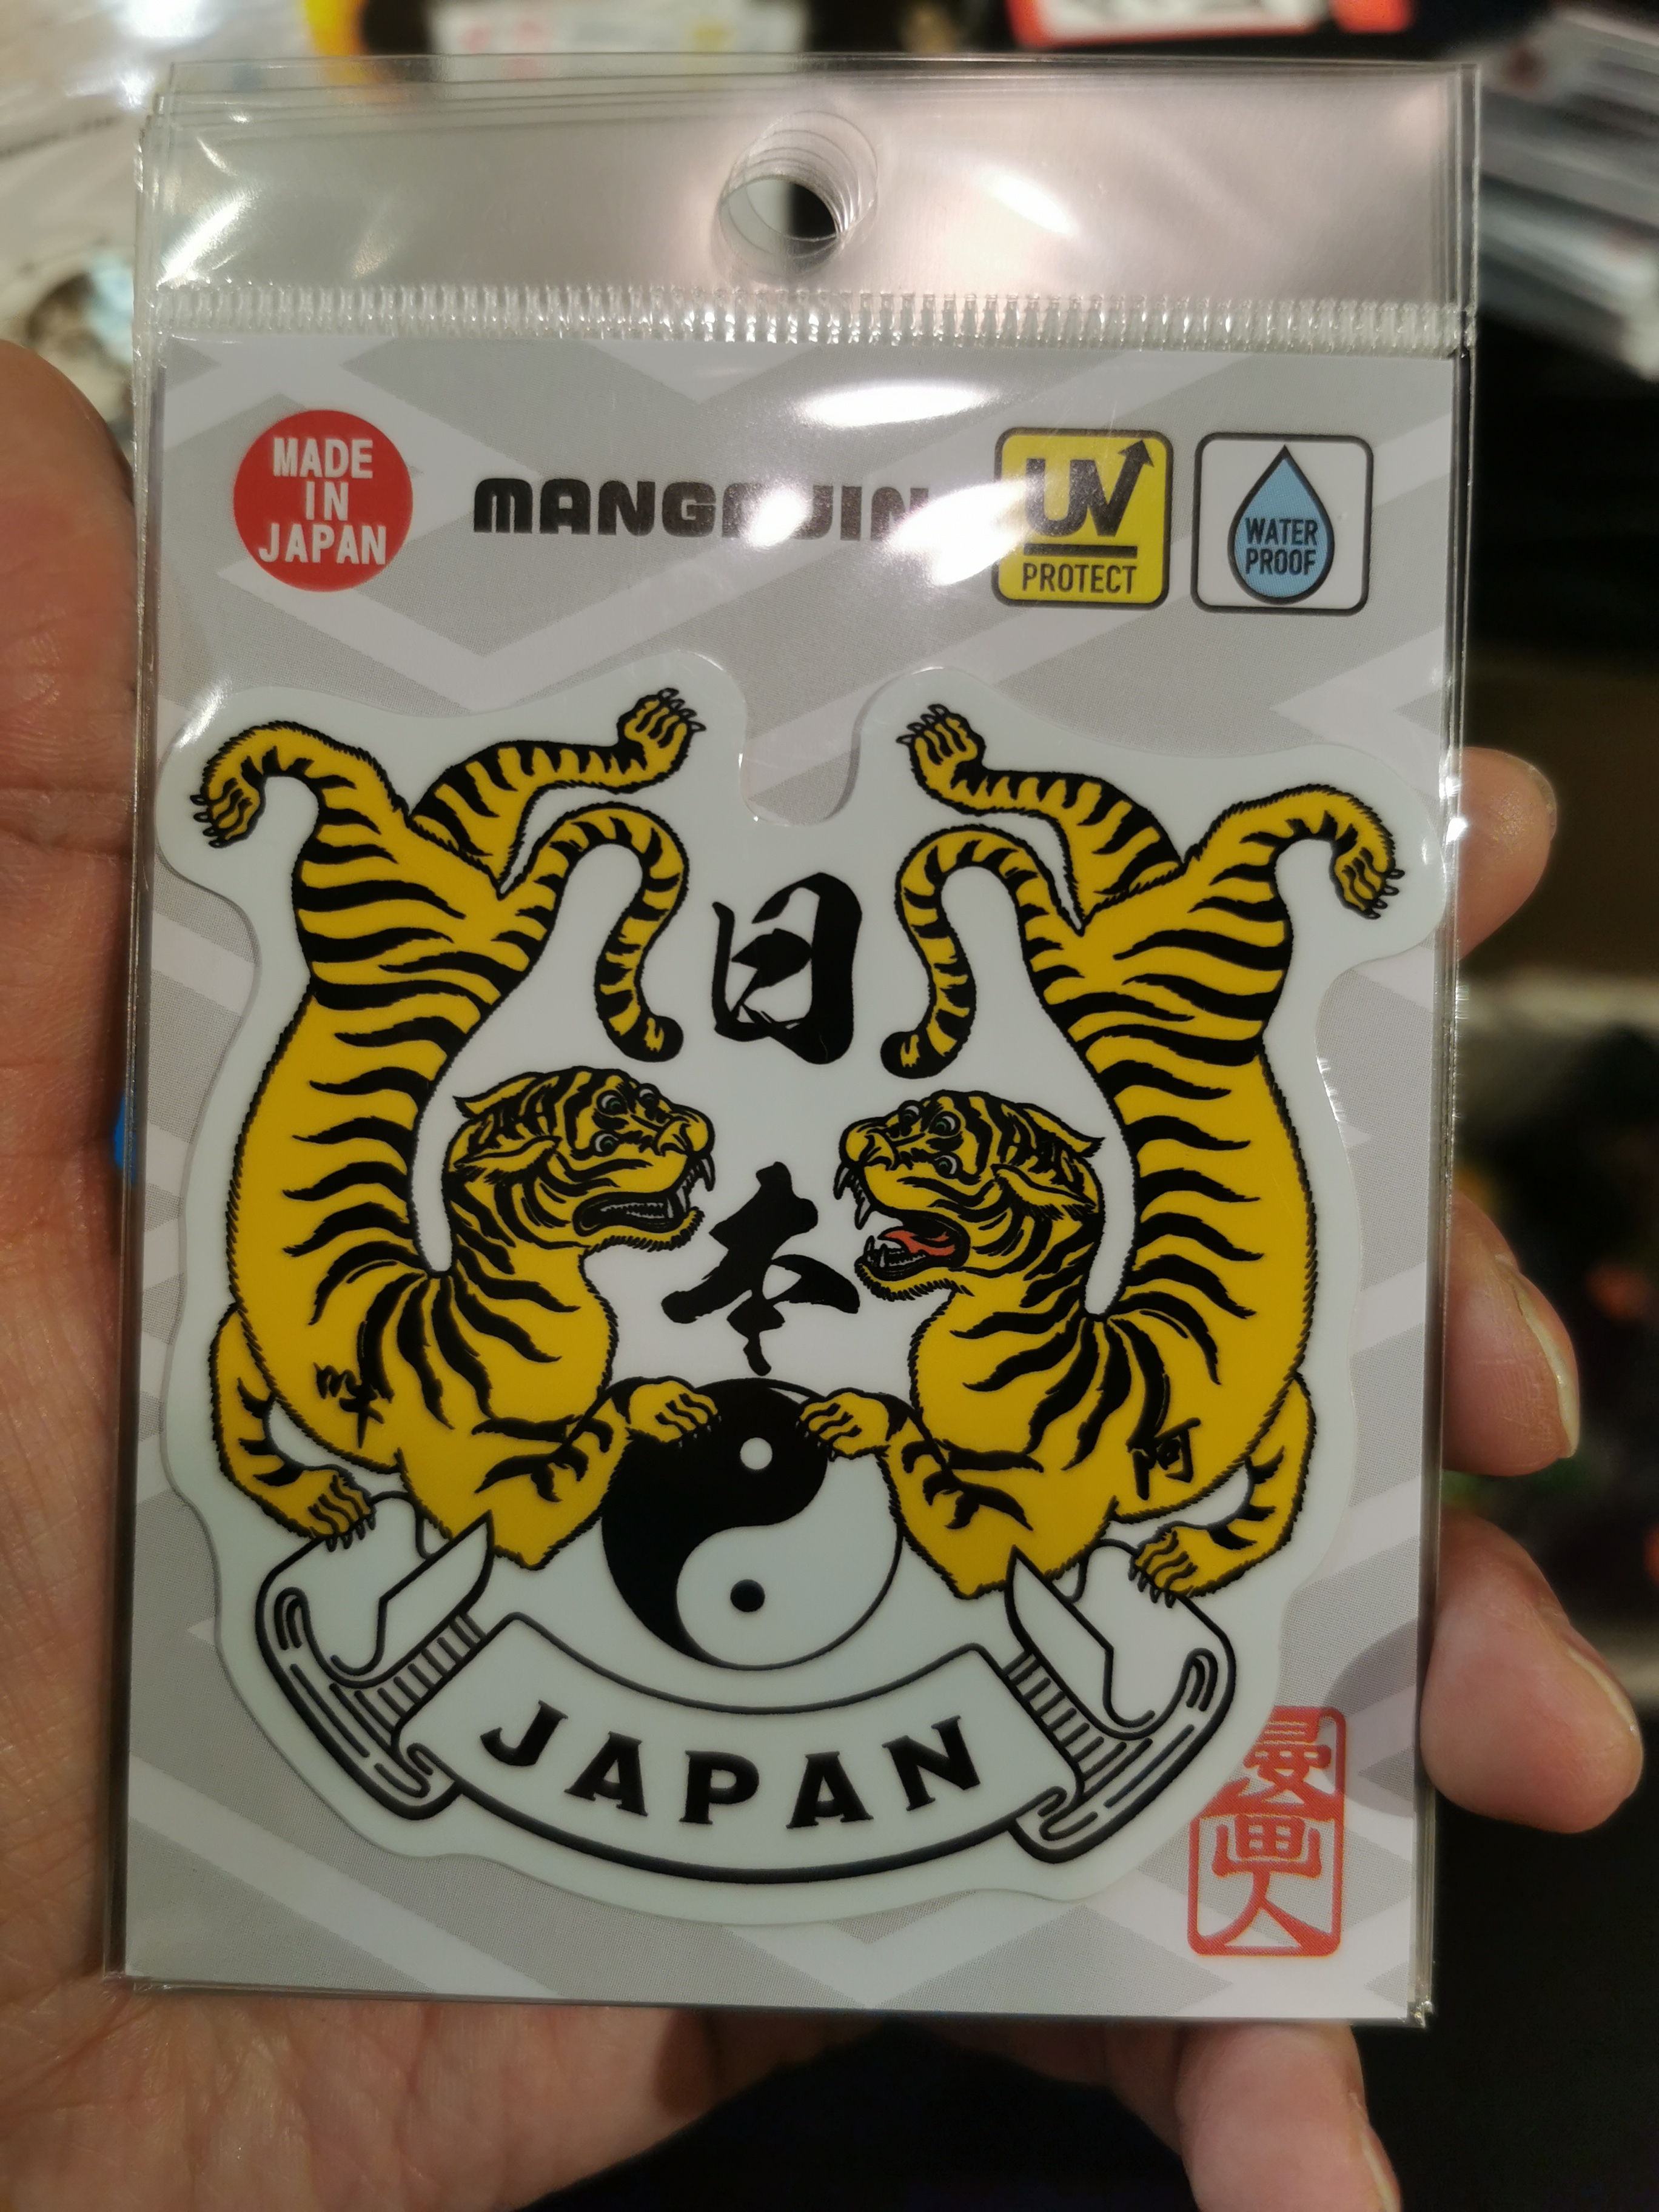 MADE
IN
JAPAN
MANGAJIN
UV
PROTECT
WATER
PROOF
日
本
吽
阿
JAPAN
漫
画
人